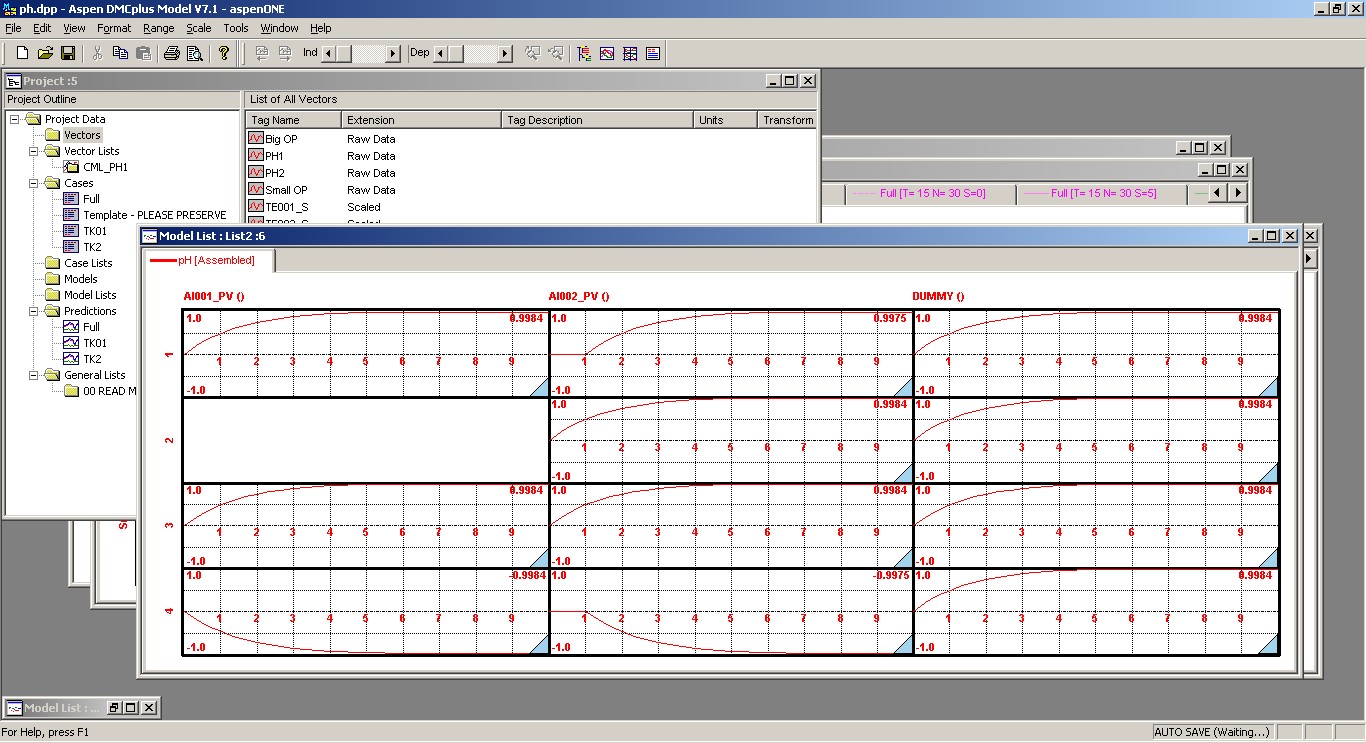 ph.dpp - Aspen DMCplus Model V7.1 - aspenONE
File Edit View Format Range Scale Tools Window Help
Ind Dep
Project :5
Project Outline
List of All Vectors
Tag Name Extension Tag Description Units Transform
Project Data
Vectors
Vector Lists
CML_PH1
Cases
Full
Template - PLEASE PRESERVE
TK01
TK2
Case Lists
Models
Model Lists
Predictions
Full
TK01
TK2
General Lists
00 READ M
Big OP Raw Data
PH1 Raw Data
PH2 Raw Data
Small OP Raw Data
TE001_S Scaled
Full [T= 15 N= 30 S=0] Full [T= 15 N= 30 S=5]
Model List : List2 :6
pH [Assembled]
AI001_PV () AI002_PV () DUMMY ()
1.0 0.9984 1.0 0.9975 1.0 0.9984
1 1 2 3 4 5 6 7 8 9 1 2 3 4 5 6 7 8 9 1 2 3 4 5 6 7 8 9
-1.0 -1.0 -1.0
1.0 0.9984 1.0 0.9984
2 1 2 3 4 5 6 7 8 9 1 2 3 4 5 6 7 8 9
-1.0 -1.0
1.0 0.9984 1.0 0.9984 1.0 0.9984
3 1 2 3 4 5 6 7 8 9 1 2 3 4 5 6 7 8 9 1 2 3 4 5 6 7 8 9
-1.0 -1.0 -1.0
1.0 -0.9984 1.0 -0.9975 1.0 0.9984
4 1 2 3 4 5 6 7 8 9 1 2 3 4 5 6 7 8 9 1 2 3 4 5 6 7 8 9
-1.0 -1.0 -1.0
Model List : ...
For Help, press F1
AUTO SAVE (Waiting...)